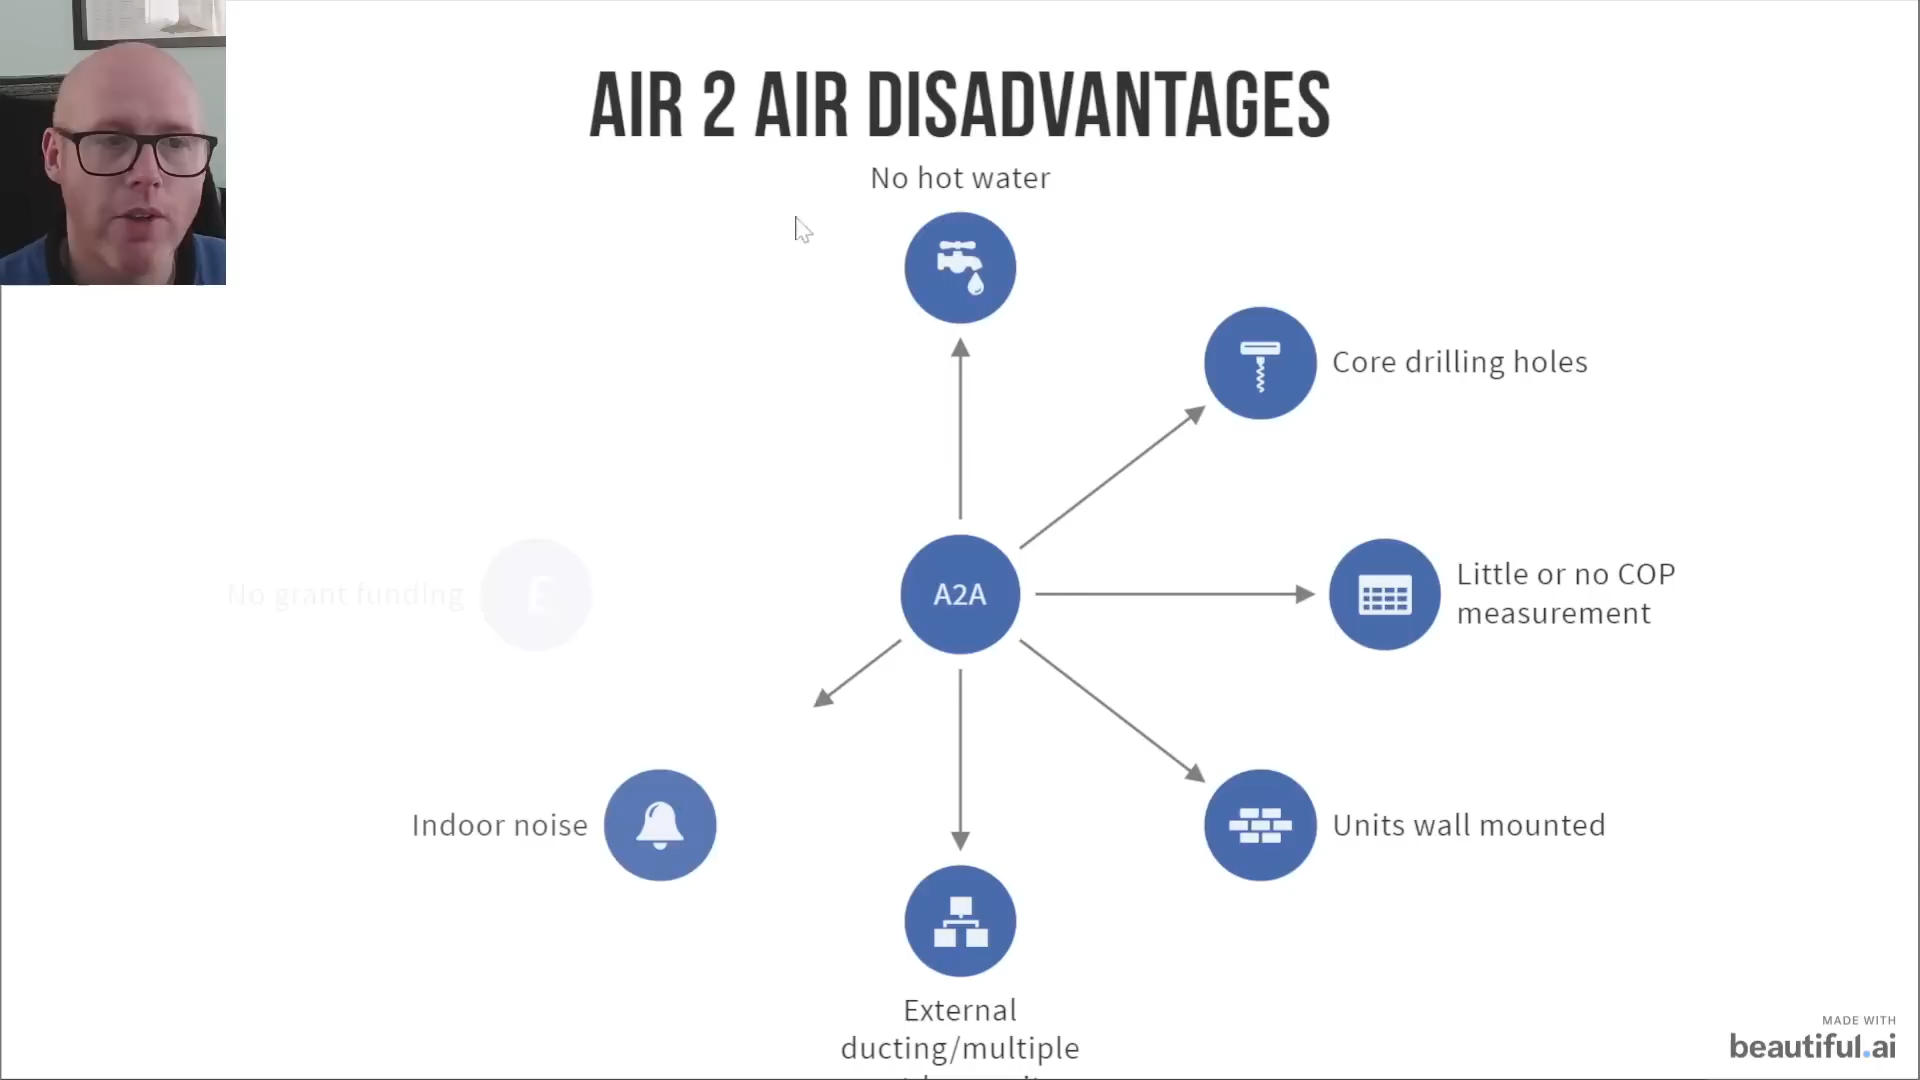 AIR 2 AIR DISADVANTAGES
No hot water
Core drilling holes
Little or no COP
measurement
A2A
No grant funding
Indoor noise
Units wall mounted
External
ducting/multiple
MADE WITH
beautiful.ai